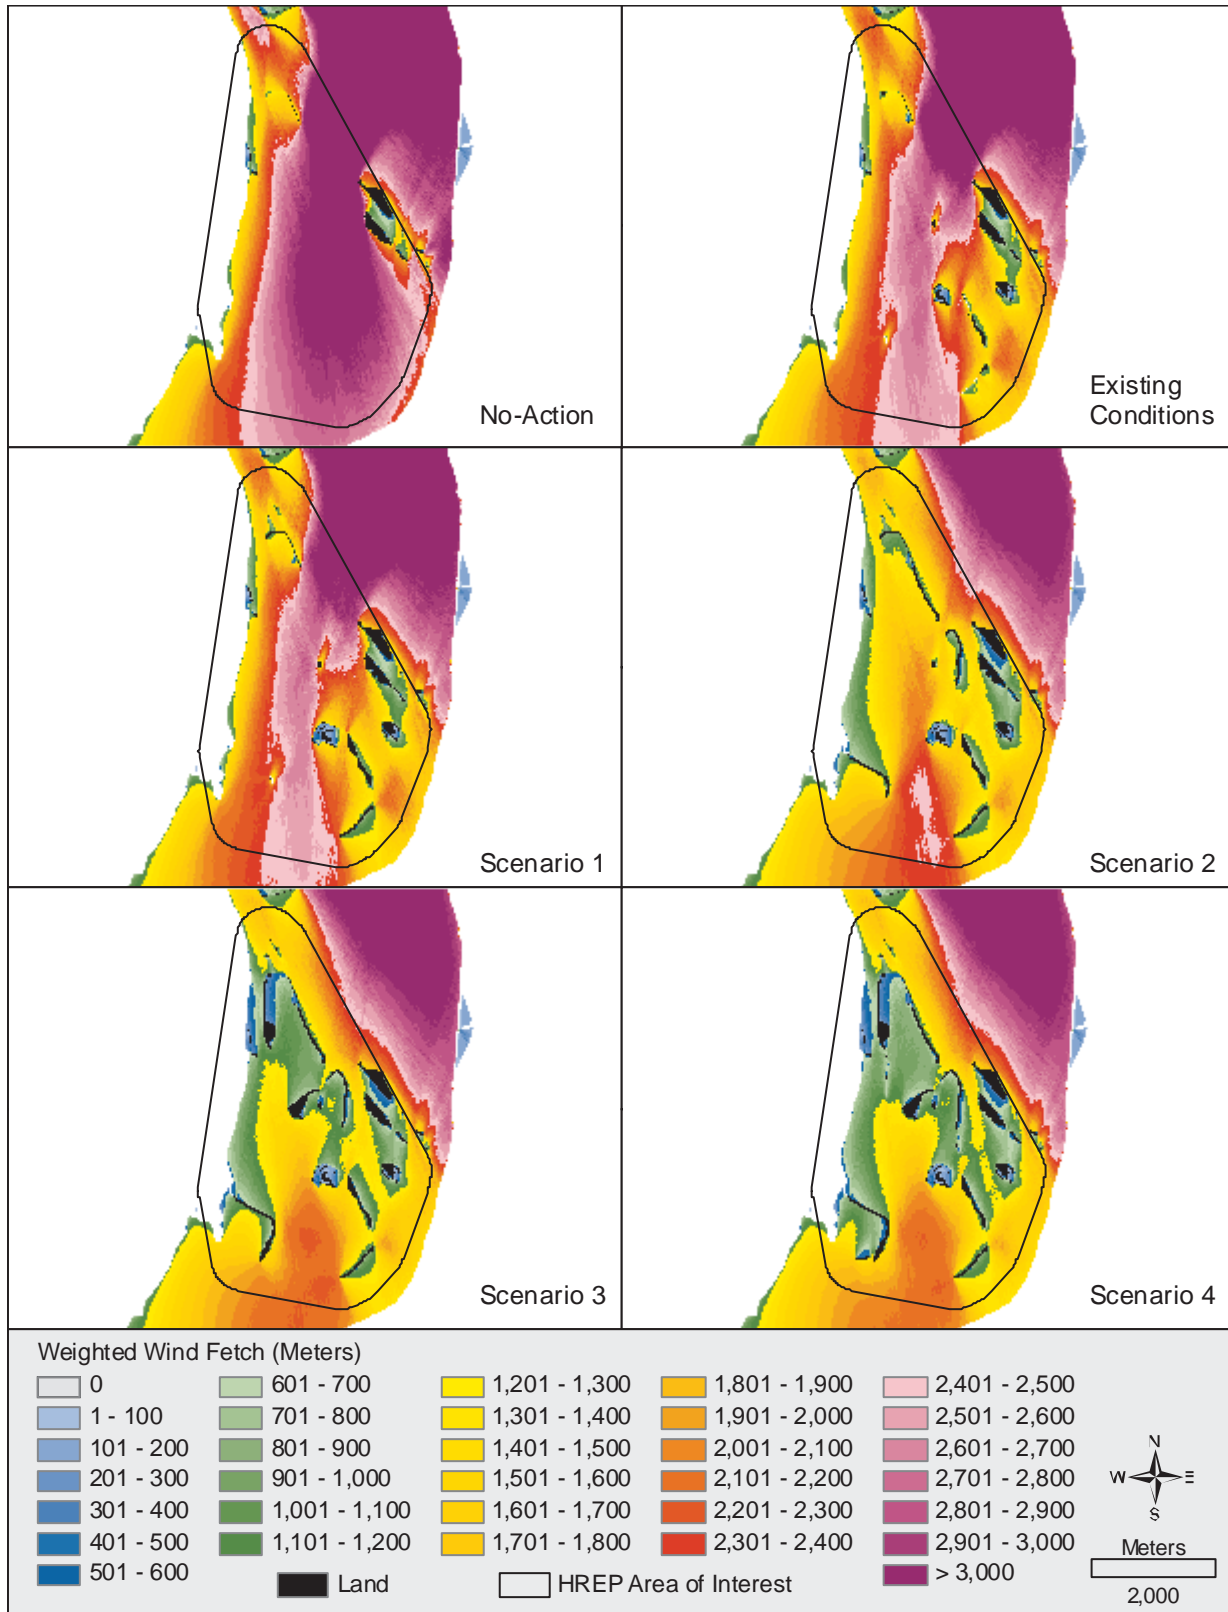 No-Action
Existing
Conditions
Scenario 1
Scenario 2
Scenario 3
Scenario 4
Weighted Wind Fetch (Meters)
0
1 - 100
101 - 200
201 - 300
301 - 400
401 - 500
501 - 600
601 - 700
701 - 800
801 - 900
901 - 1,000
1,001 - 1,100
1,101 - 1,200
1,201 - 1,300
1,301 - 1,400
1,401 - 1,500
1,501 - 1,600
1,601 - 1,700
1,701 - 1,800
1,801 - 1,900
1,901 - 2,000
2,001 - 2,100
2,101 - 2,200
2,201 - 2,300
2,301 - 2,400
2,401 - 2,500
2,501 - 2,600
2,601 - 2,700
2,701 - 2,800
2,801 - 2,900
2,901 - 3,000
> 3,000
Land
HREP Area of Interest
N
W E
S
Meters
2,000